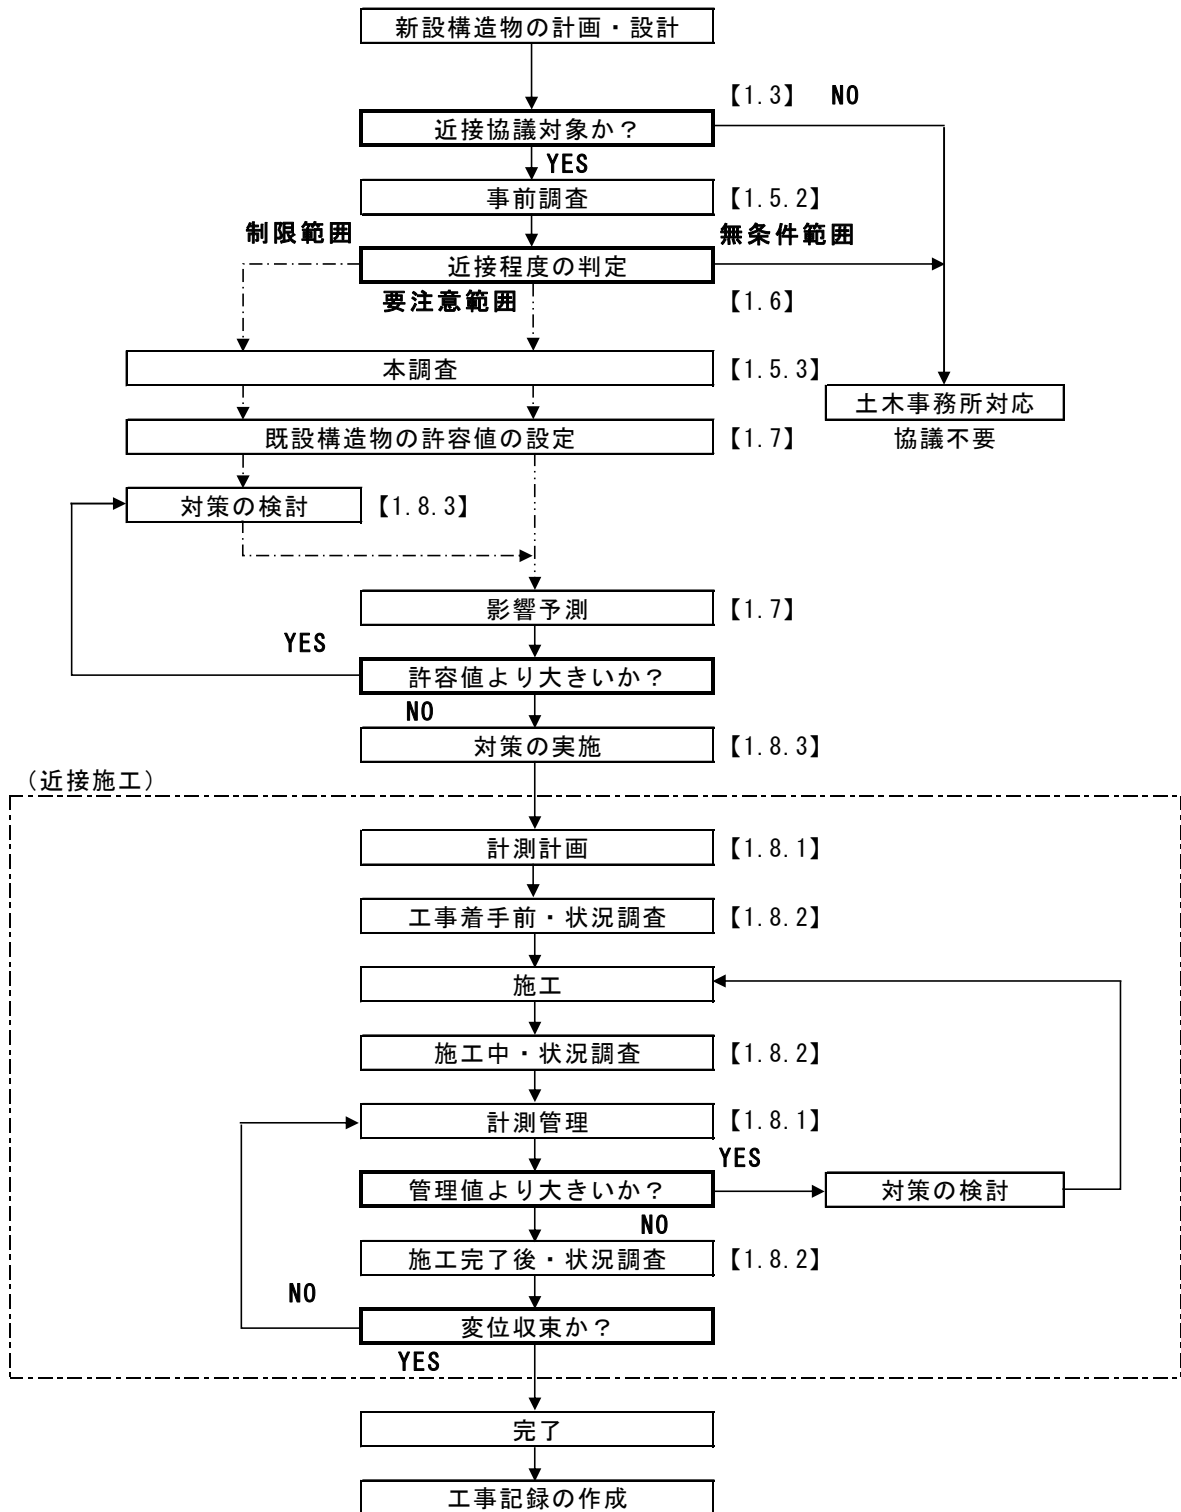 新設構造物の計画・設計
【1.3】 NO
近接協議対象か？
YES
事前調査 【1.5.2】
制限範囲 無条件範囲
近接程度の判定
要注意範囲 【1.6】
本調査 【1.5.3】
土木事務所対応
既設構造物の許容値の設定 【1.7】 協議不要
対策の検討 【1.8.3】
影響予測 【1.7】
YES
許容値より大きいか？
NO
対策の実施 【1.8.3】
（近接施工）
計測計画 【1.8.1】
工事着手前・状況調査 【1.8.2】
施工
施工中・状況調査 【1.8.2】
計測管理 【1.8.1】
YES
管理値より大きいか？ 対策の検討
NO
施工完了後・状況調査 【1.8.2】
NO
変位収束か？
YES
完了
工事記録の作成